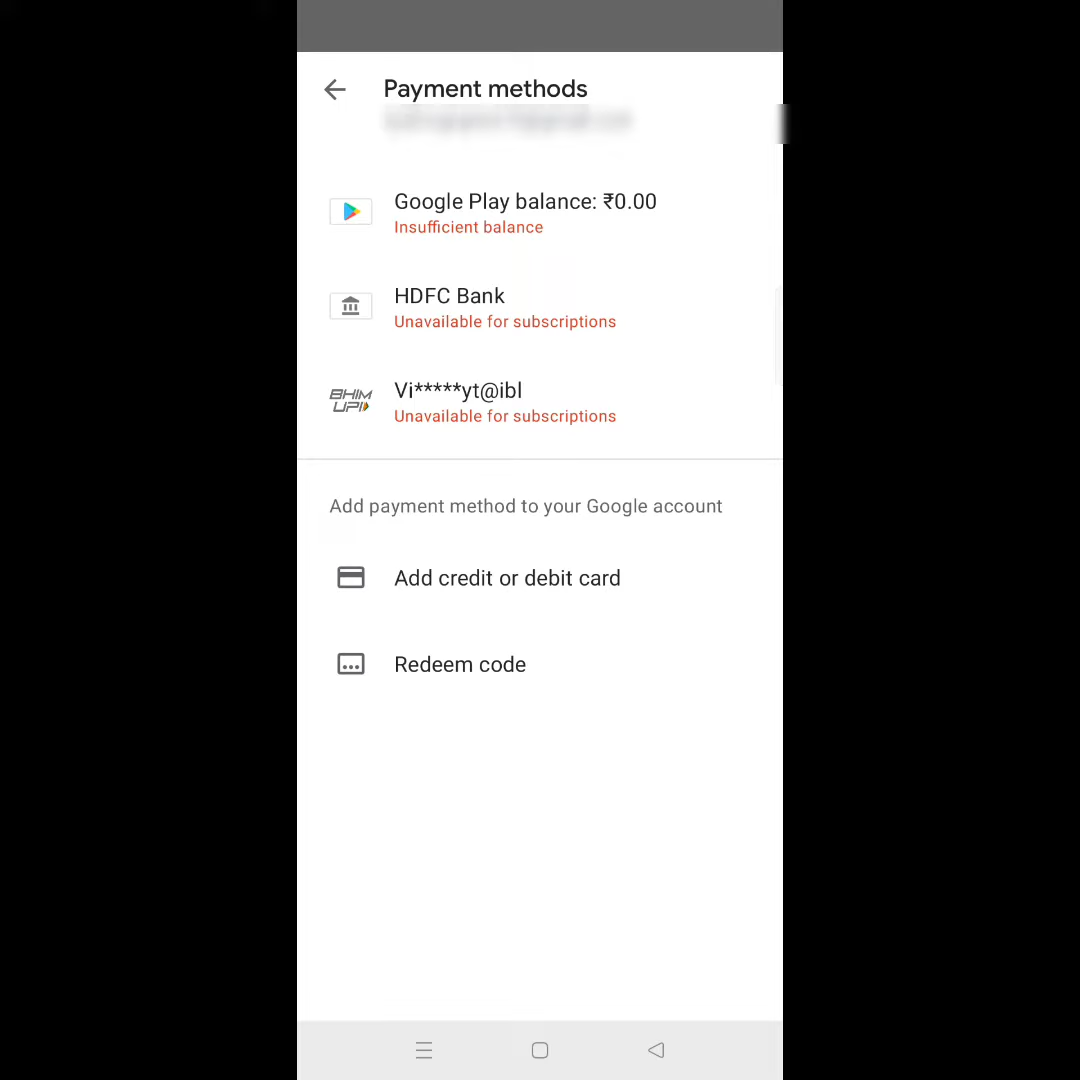 Payment methods
Google Play balance: ₹0.00
Insufficient balance
HDFC Bank
Unavailable for subscriptions
BHIM
UPI
Vi*****yt@ibl
Unavailable for subscriptions
Add payment method to your Google account
Add credit or debit card
Redeem code